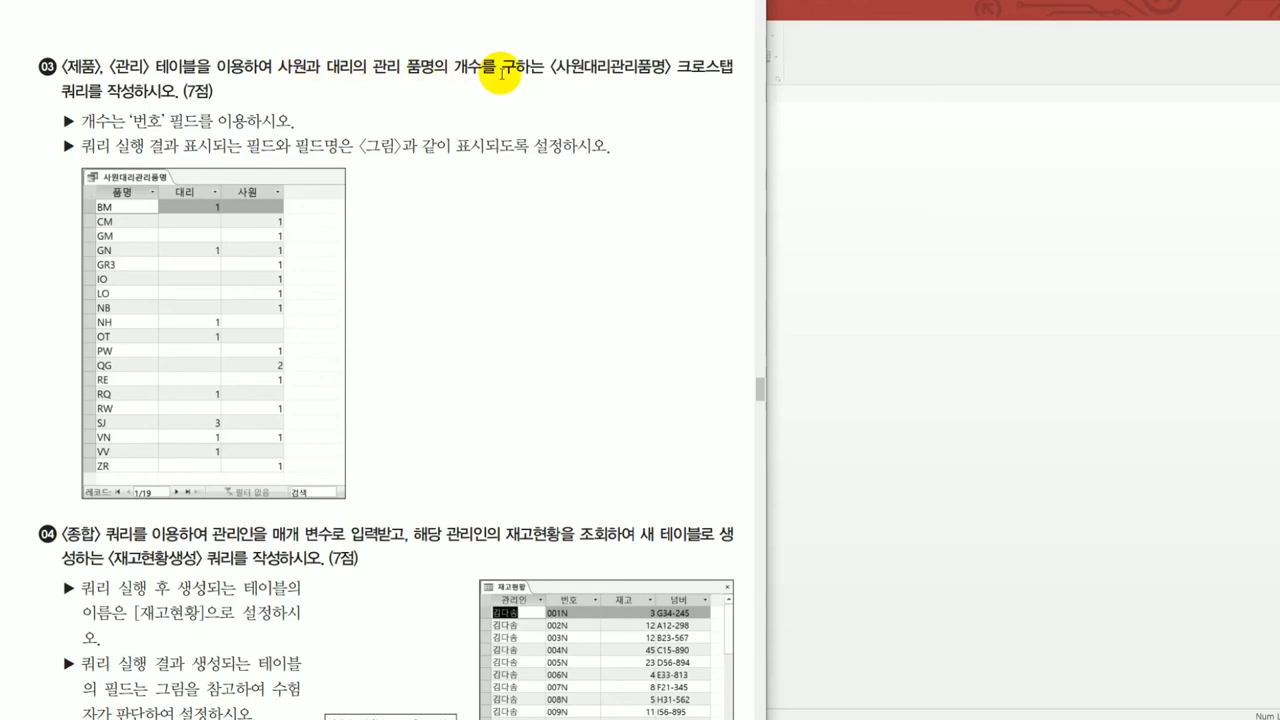 03 〈제품〉, 〈관리〉 테이블을 이용하여 사원과 대리의 관리 품명의 개수를 구하는 〈사원대리관리품명〉 크로스탭
쿼리를 작성하시오. (7점)
▶ 개수는 '번호' 필드를 이용하시오.
▶ 쿼리 실행 결과 표시되는 필드와 필드명은 〈그림〉과 같이 표시되도록 설정하시오.
사원대리관리품명
품명 대리 사원
BM 1
CM 1
GM 1
GN 1 1
GR3 1
IO 1
LO 1
NB 1
NH 1
OT 1
PW 1
QG 2
RE 1
RQ 1
RW 1
SJ 3
VN 1 1
VV 1
ZR 1
레코드: 1/19 필터 없음 검색
04 〈종합〉 쿼리를 이용하여 관리인을 매개 변수로 입력받고, 해당 관리인의 재고현황을 조회하여 새 테이블로 생
성하는 〈재고현황생성〉 쿼리를 작성하시오. (7점)
▶ 쿼리 실행 후 생성되는 테이블의
이름은 [재고현황]으로 설정하시
오.
▶ 쿼리 실행 결과 생성되는 테이블
의 필드는 그림을 참고하여 수험
자가 판단하여 설정하시오
재고현황
관리인 번호 재고 넘버
김다송 001N 3 G34-245
김다송 002N 12 A12-298
김다송 003N 12 B23-567
김다송 004N 45 C15-890
김다송 005N 23 D56-894
김다송 006N 4 E33-813
김다송 007N 8 F21-345
김다송 008N 5 H31-562
김다송 009N 11 I56-895
Num L